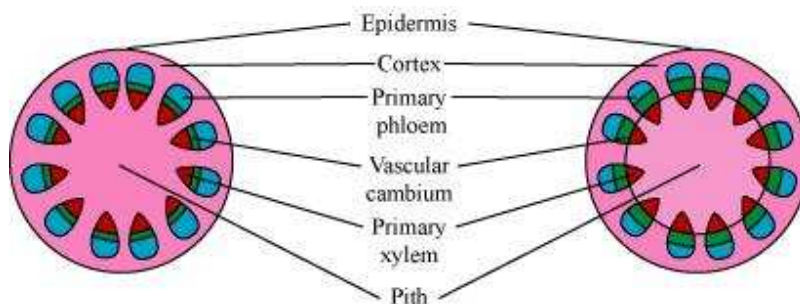 Epidermis
Cortex
Primary
phloem
Vascular
cambium
Primary
xylem
Pith